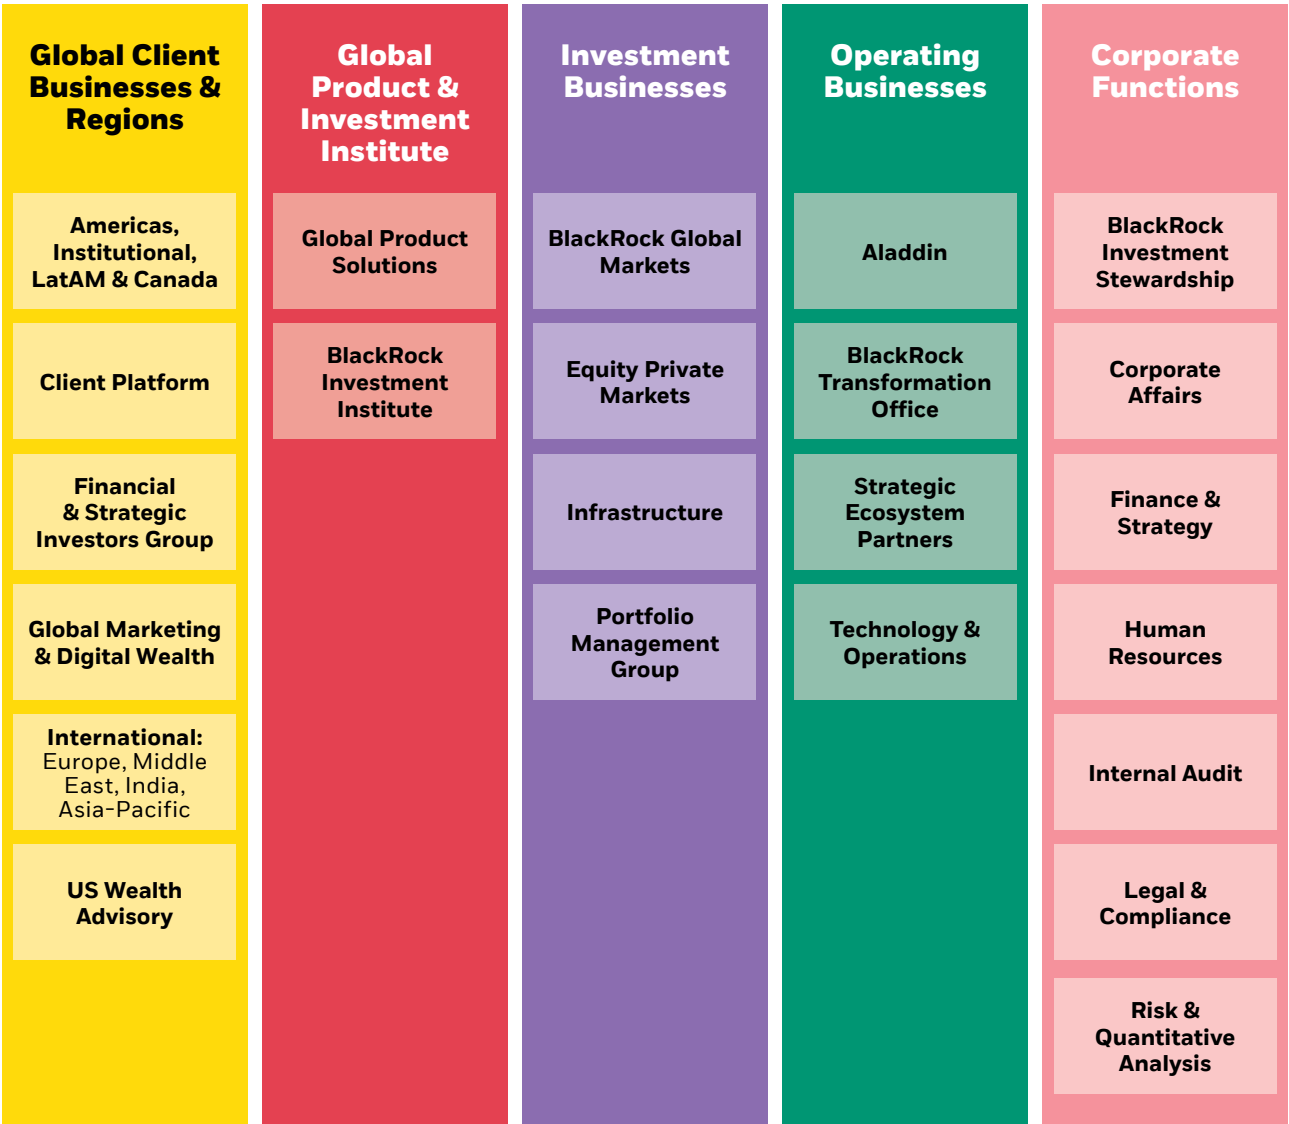 Global Client
Businesses &
Regions
Americas,
Institutional,
LatAM & Canada
Client Platform
Financial
& Strategic
Investors Group
Global Marketing
& Digital Wealth
International:
Europe, Middle
East, India,
Asia-Pacific
US Wealth
Advisory
Global
Product &
Investment
Institute
Global Product
Solutions
BlackRock
Investment
Institute
Investment
Businesses
BlackRock Global
Markets
Equity Private
Markets
Infrastructure
Portfolio
Management
Group
Operating
Businesses
Aladdin
BlackRock
Transformation
Office
Strategic
Ecosystem
Partners
Technology &
Operations
Corporate
Functions
BlackRock
Investment
Stewardship
Corporate
Affairs
Finance &
Strategy
Human
Resources
Internal Audit
Legal &
Compliance
Risk &
Quantitative
Analysis